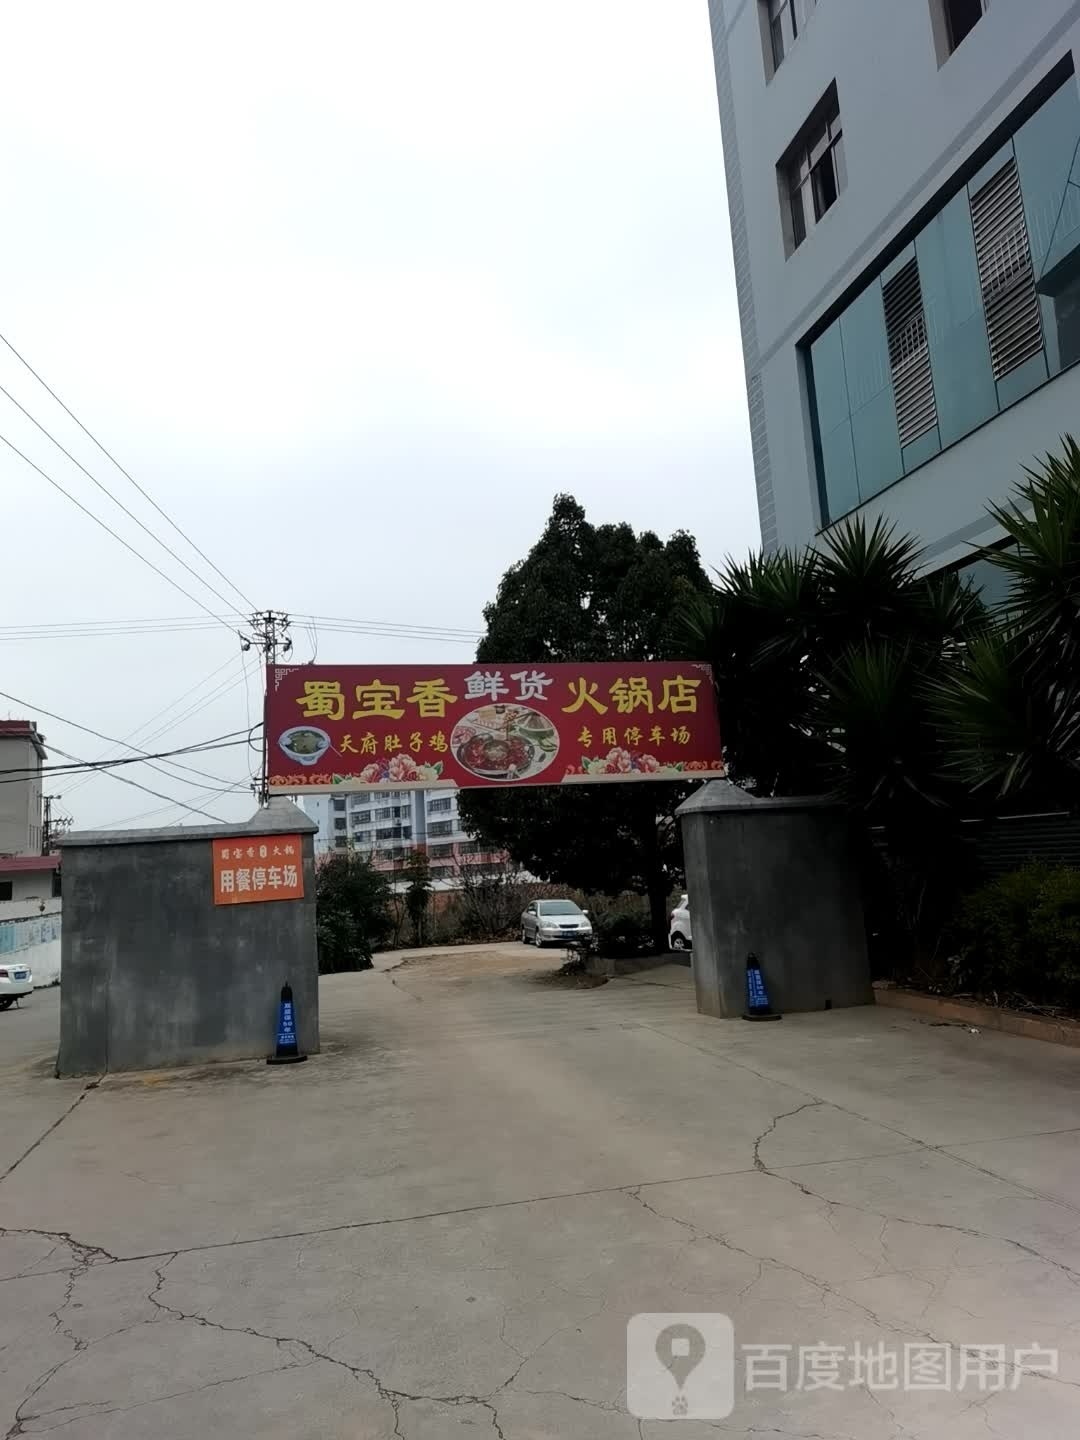 蜀宝香鲜货火锅店
天府肚子鸡 专用停车场
蜀宝香火锅
用餐停车场
百度地图用户